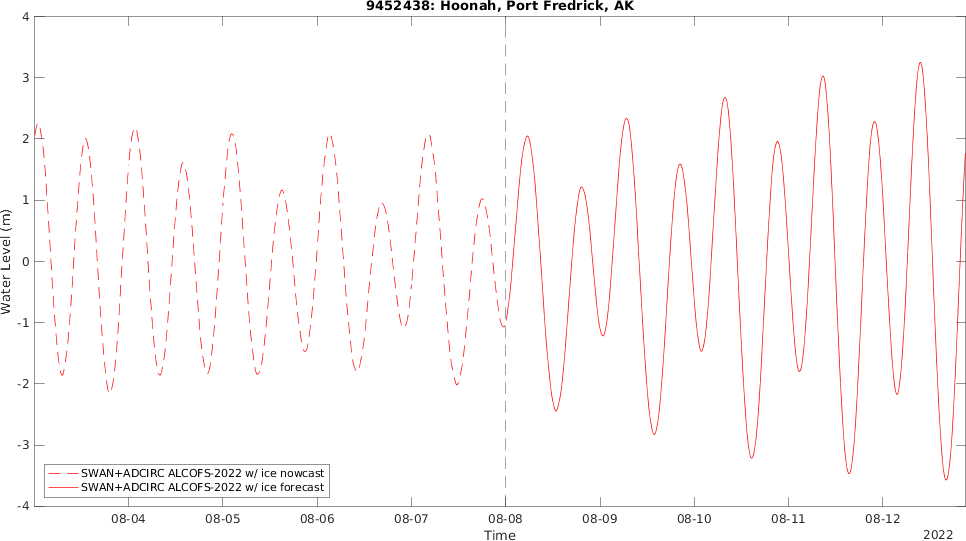 9452438: Hoonah, Port Fredrick, AK
4
3
2
1
0
-1
-2
-3
-4
Water Level (m)
SWAN+ADCIRC ALCOFS-2022 w/ ice nowcast
SWAN+ADCIRC ALCOFS-2022 w/ ice forecast
08-04 08-05 08-06 08-07 08-08 08-09 08-10 08-11 08-12
Time
2022